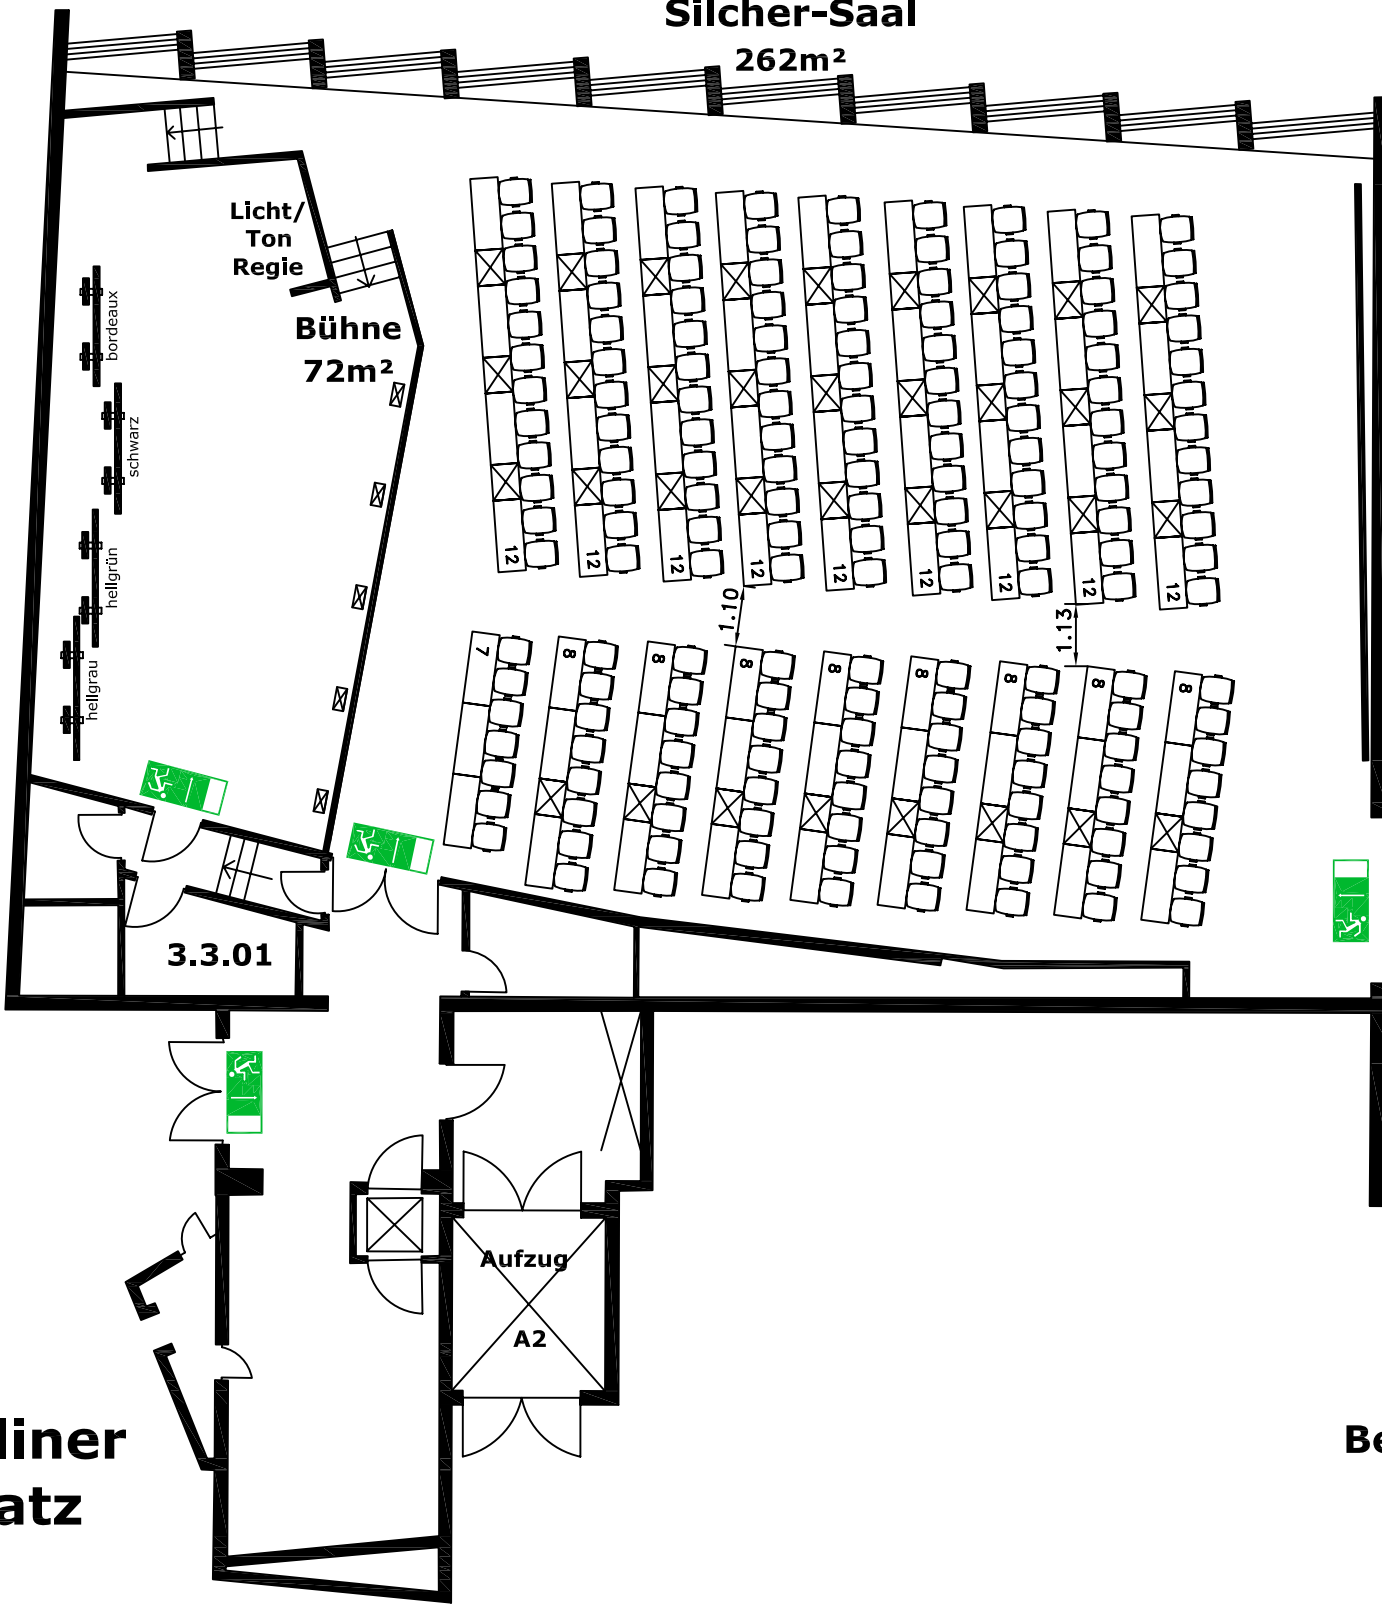 Silcher-Saal
262m²
Licht/
Ton
Regie
Bühne
72m²
bordeaux
schwarz
hellgrün
hellgrau
12
12
12
12
12
12
12
12
12
1.10
1.13
7
8
8
8
8
8
8
8
8
3.3.01
Aufzug
A2
liner
atz
Be